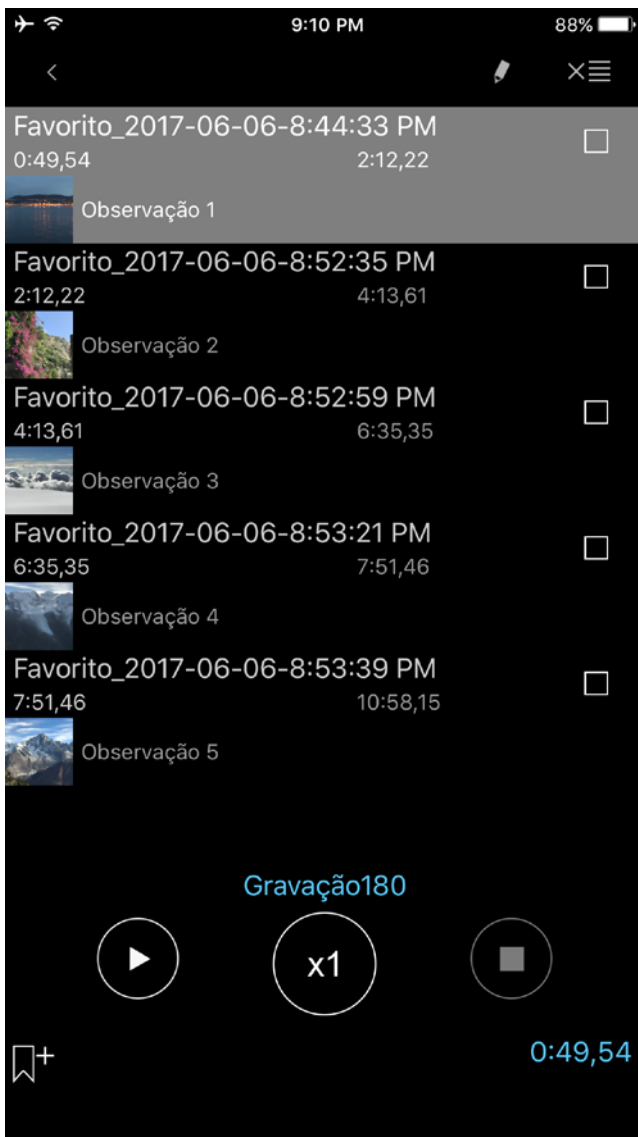 9:10 PM 88%
Favorito_2017-06-06-8:44:33 PM
0:49,54 2:12,22
Observação 1
Favorito_2017-06-06-8:52:35 PM
2:12,22 4:13,61
Observação 2
Favorito_2017-06-06-8:52:59 PM
4:13,61 6:35,35
Observação 3
Favorito_2017-06-06-8:53:21 PM
6:35,35 7:51,46
Observação 4
Favorito_2017-06-06-8:53:39 PM
7:51,46 10:58,15
Observação 5
Gravação180
x1
0:49,54